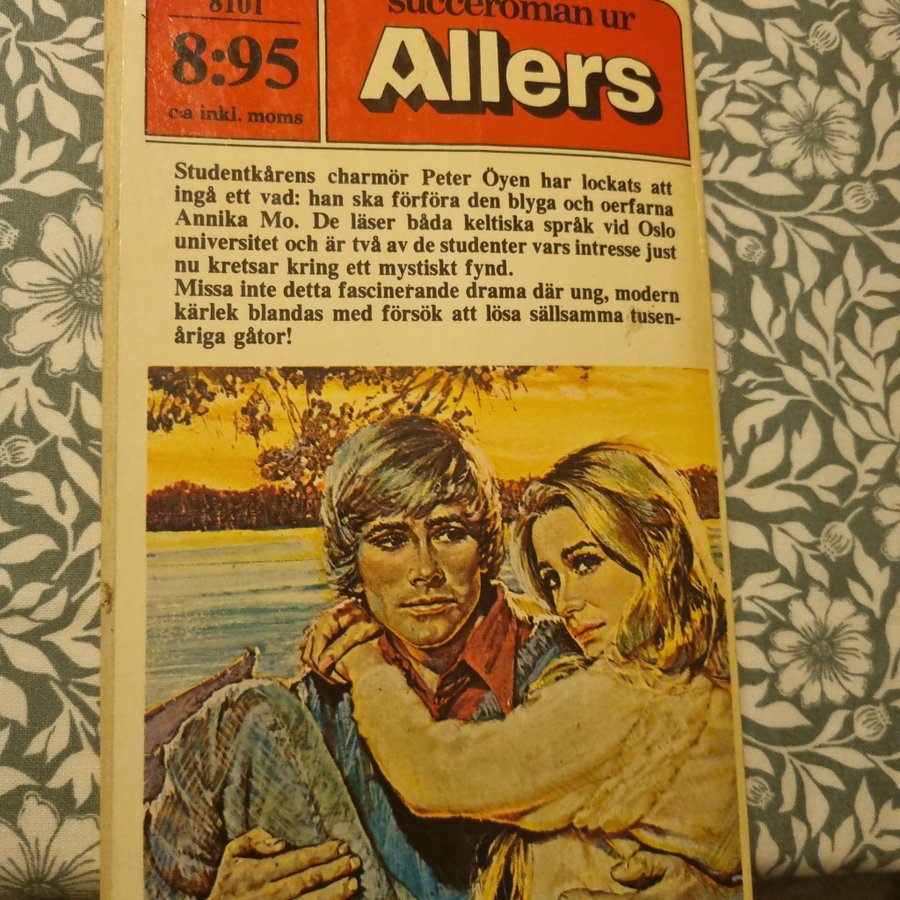 8101
8:95
c:a inkl. moms
succéroman ur
Allers
Studentkårens charmör Peter Öyen har lockats att
ingå ett vad: han ska förföra den blyga och oerfarna
Annika Mo. De läser båda keltiska språk vid Oslo
universitet och är två av de studenter vars intresse just
nu kretsar kring ett mystiskt fynd.
Missa inte detta fascinerande drama där ung, modern
kärlek blandas med försök att lösa sällsamma tusen-
åriga gåtor!